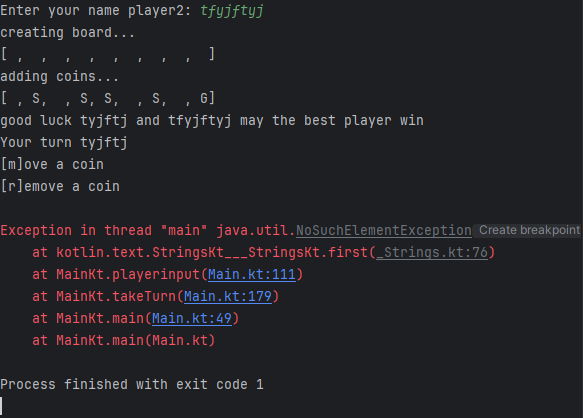 Enter your name player2: tfyjftyj
creating board...
[ ,  ,  ,  ,  ,  ,  ,  ,  ]
adding coins...
[ , S,  , S, S,  , S,  , G]
good luck tyjftj and tfyjftyj may the best player win
Your turn tyjftj
[m]ove a coin
[r]emove a coin
Exception in thread "main" java.util.NoSuchElementException Create breakpoint
at kotlin.text.StringsKt___StringsKt.first(_Strings.kt:76)
at MainKt.playerinput(Main.kt:111)
at MainKt.takeTurn(Main.kt:179)
at MainKt.main(Main.kt:49)
at MainKt.main(Main.kt)
Process finished with exit code 1